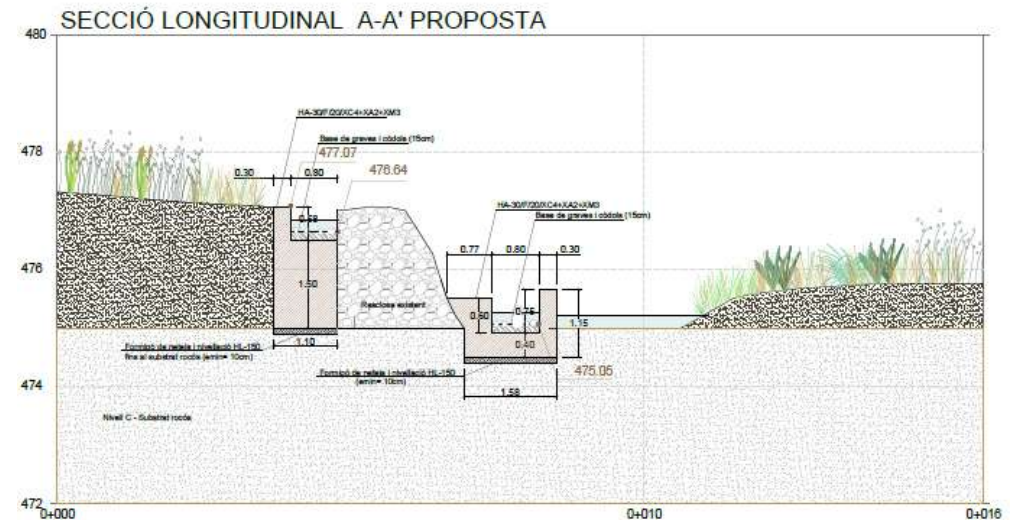 SECCIÓ LONGITUDINAL A-A' PROPOSTA
480
HA-30/F/20/XC4+XA2+XM3
Base de graves i còdols (15cm)
478
477.07
476.64
0.30
0.80
HA-30/F/20/XC4+XA2+XM3
Base de graves i còdols (15cm)
0.77
0.80
0.30
476
1.50
Resclosa existent
0.60
0.75
1.15
0.40
Formigó de neteja i nivellació HL-150
fins al substrat rocós (emin= 10cm)
1.10
Formigó de neteja i nivellació HL-150
(emin= 10cm)
475.05
474
1.58
Nivell C - Substrat rocós
472
0+000
0+010
0+016